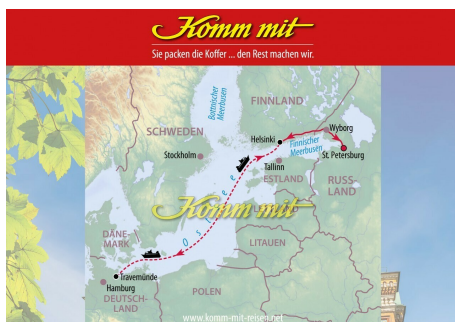 Komm mit
Sie packen die Koffer ... den Rest machen wir.
Bottnischer
Meerbusen
FINNLAND
SCHWEDEN
Helsinki
Wyborg
Finnischer
Meerbusen
St. Petersburg
Stockholm
Tallinn
ESTLAND
RUSS-
LAND
Komm mit
Ostsee
DÄNE-
MARK
LITAUEN
Travemünde
Hamburg
DEUTSCH-
LAND
POLEN
www.komm-mit-reisen.net